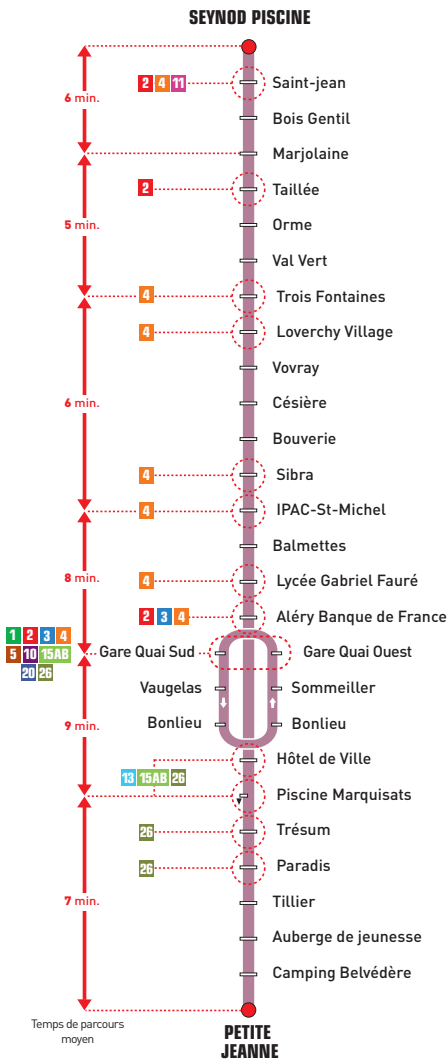 SEYNOD PISCINE
2 4 11 Saint-jean
6 min.
Bois Gentil
Marjolaine
2 Taillée
5 min. Orme
Val Vert
4 Trois Fontaines
4 Loverchy Village
Vovray
6 min. Césière
Bouverie
4 Sibra
4 IPAC-St-Michel
Balmettes
8 min. 4 Lycée Gabriel Fauré
2 3 4 Aléry Banque de France
1 2 3 4
5 10 15AB Gare Quai Sud Gare Quai Ouest
20 26
Vaugelas Sommeiller
9 min. Bonlieu Bonlieu
Hôtel de Ville
13 15AB 26
Piscine Marquisats
26 Trésum
26 Paradis
7 min. Tillier
Auberge de jeunesse
Camping Belvédère
Temps de parcours
moyen
PETITE
JEANNE